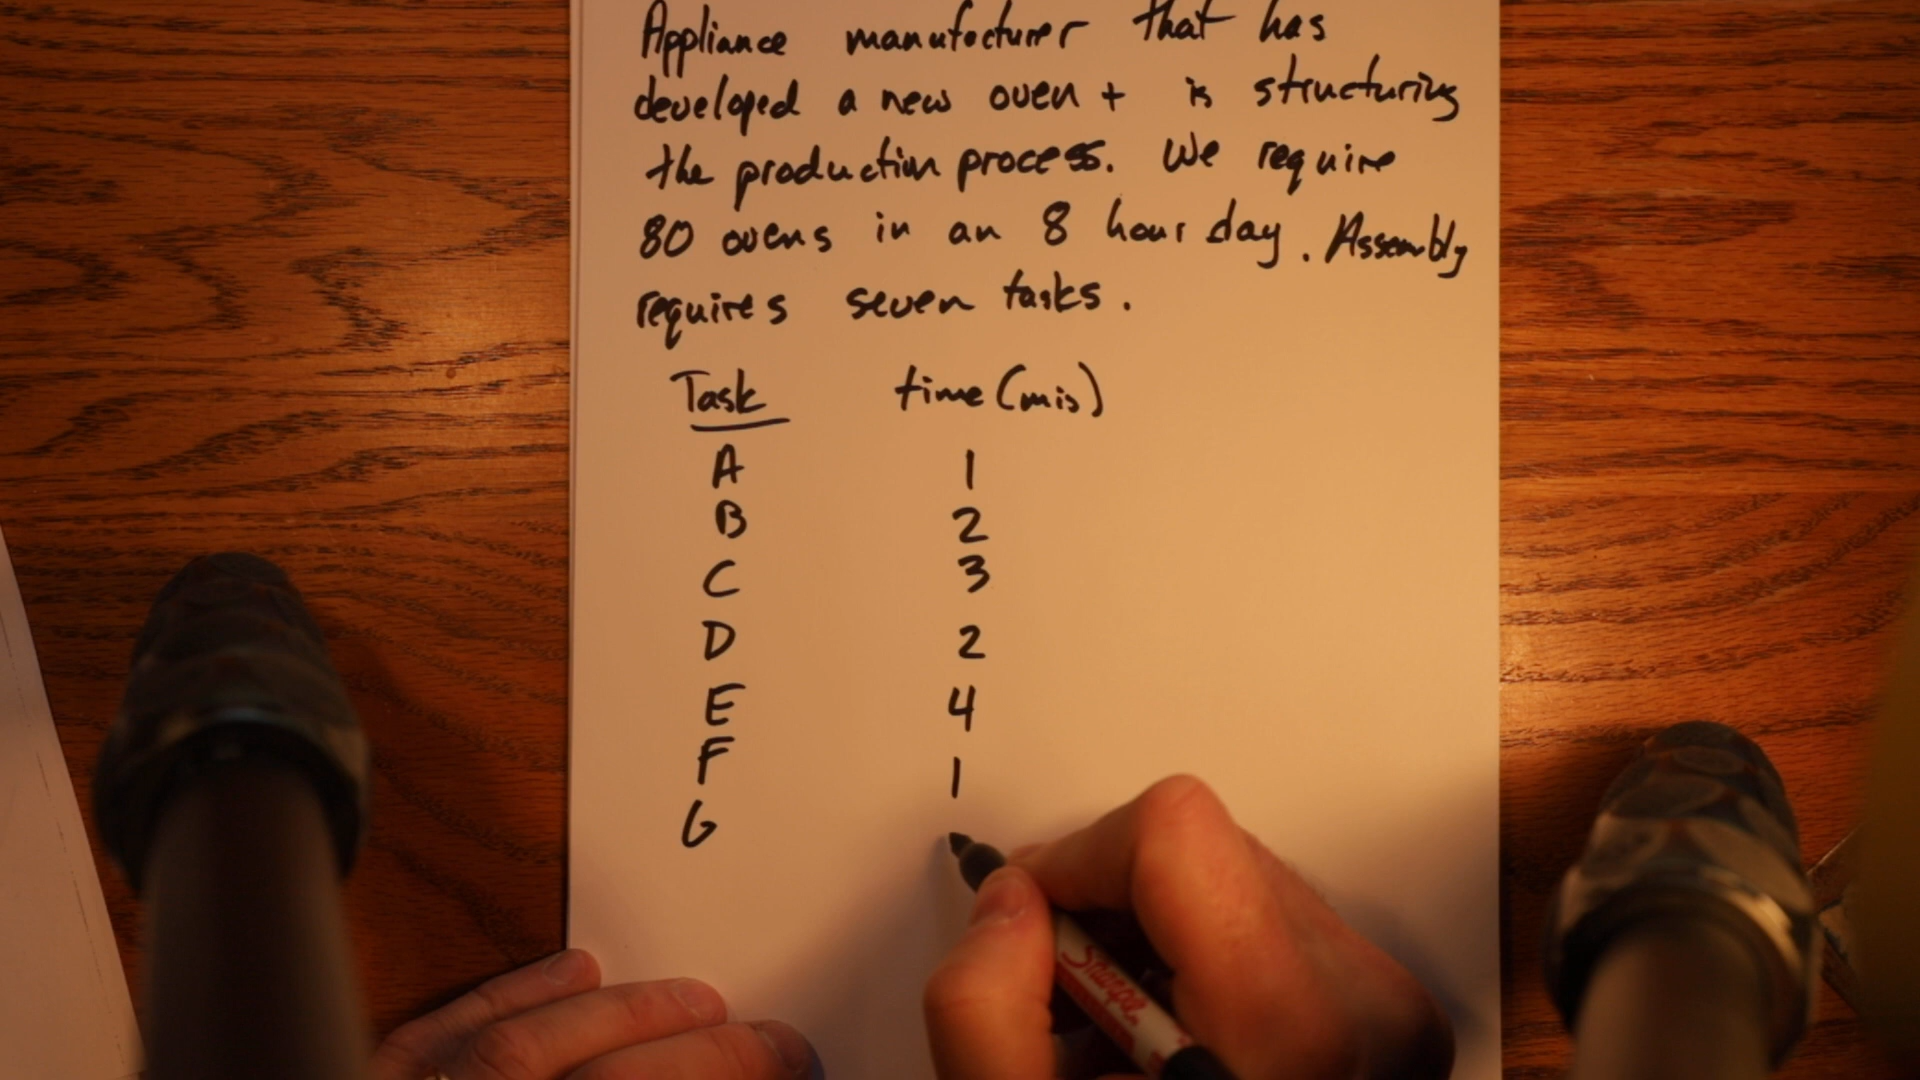 Appliance manufacturer that has
developed a new oven + is structuring
the production process. We require
80 ovens in an 8 hour day. Assembly
requires seven tasks.
Task time (min)
A 1
B 2
C 3
D 2
E 4
F 1
G
Sharpie